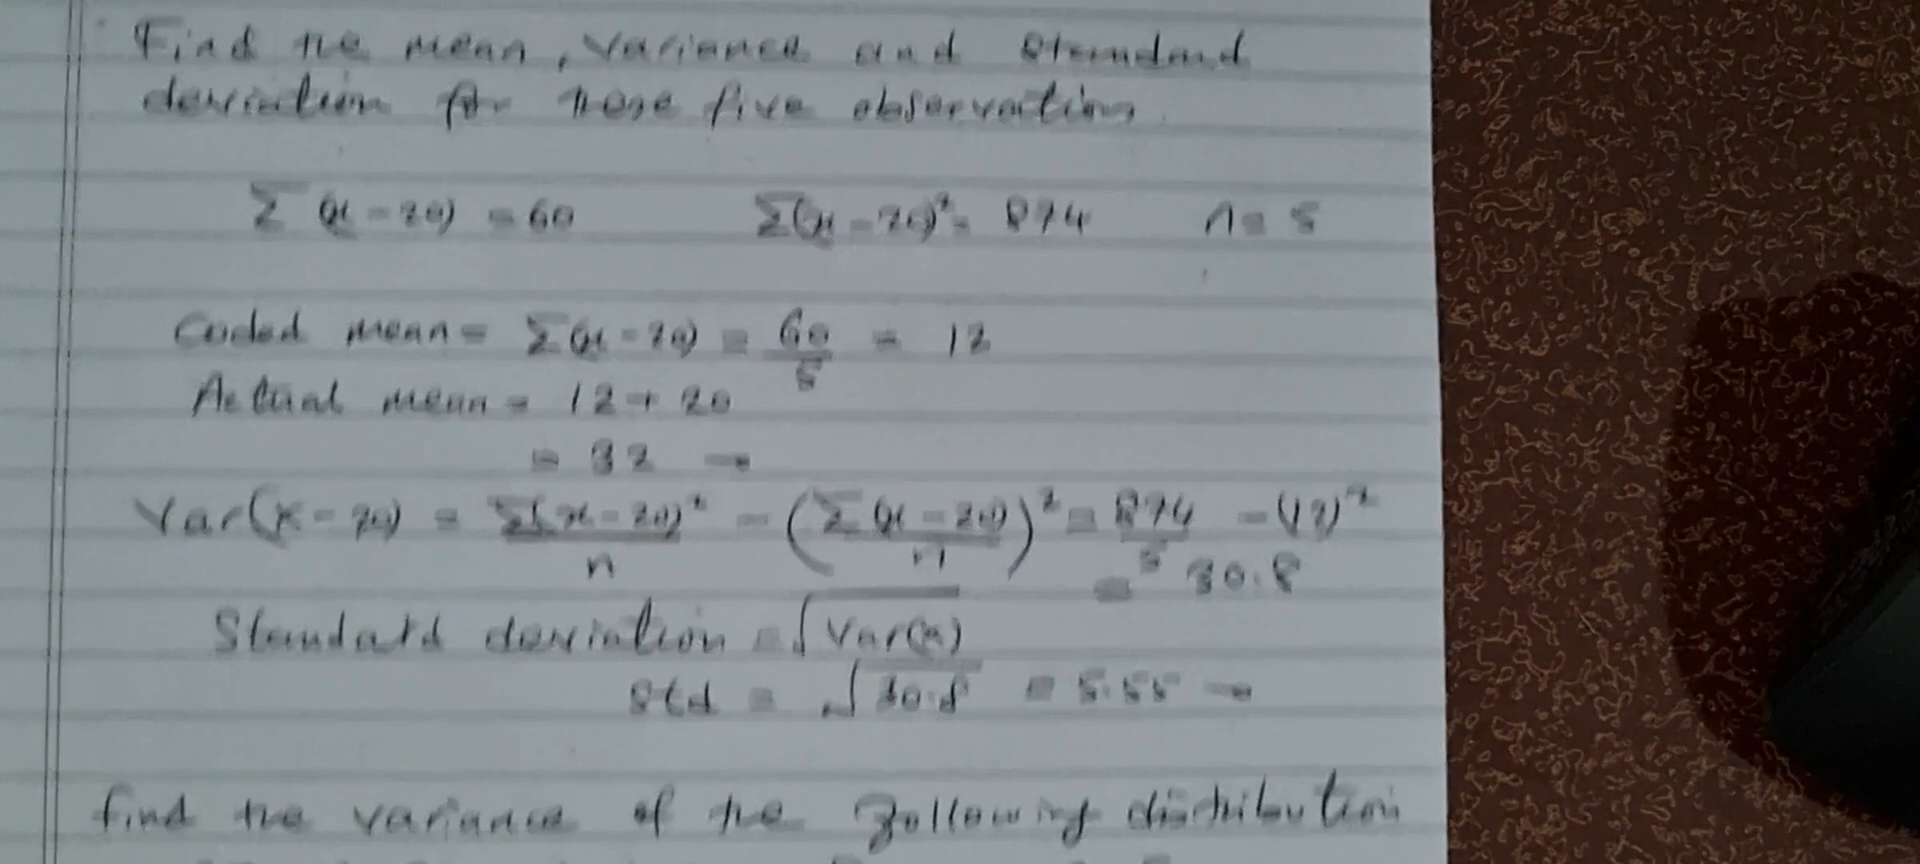 Find the mean, variance and standard
deviation for these five observations.
Σ(x - 20) = 60 Σ(x - 20)² = 874 n = 5
Coded mean = Σ(x - 20) = 60/5 = 12
Actual mean = 12 + 20
= 32
Var(x - 20) = Σ(x - 20)²/n - (Σ(x - 20)/n)² = 874/5 - (12)²
= 30.8
Standard deviation = √Var(x)
Std = √30.8 = 5.55
find the variance of the following distribution